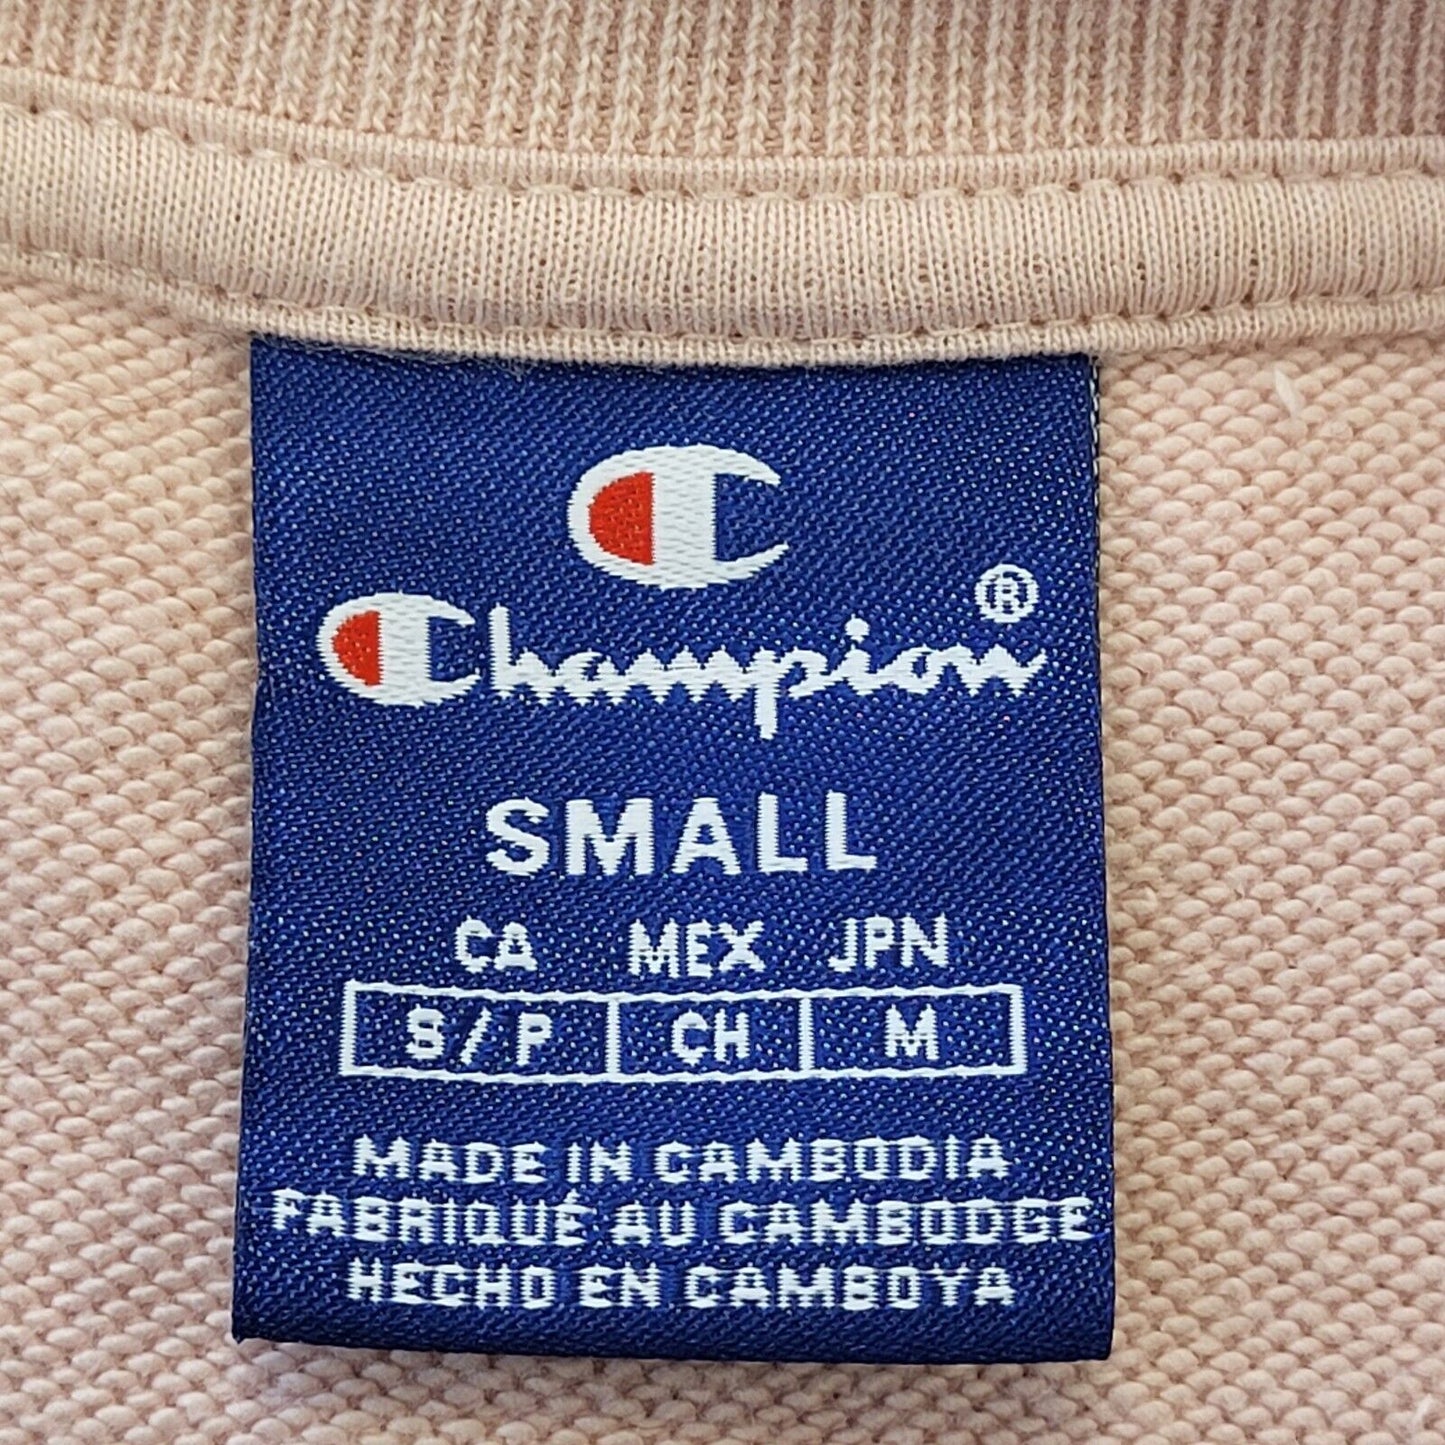 Champion®
SMALL
CA MEX JPN
S/P CH M
MADE IN CAMBODIA
FABRIQUÉ AU CAMBODGE
HECHO EN CAMBOYA